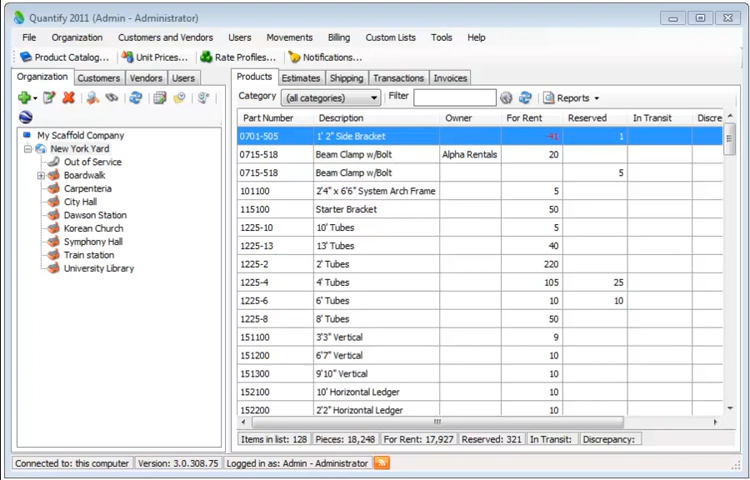 Quantify 2011 (Admin - Administrator)
File Organization Customers and Vendors Users Movements Billing Custom Lists Tools Help
Product Catalog... Unit Prices... Rate Profiles... Notifications...
Organization Customers Vendors Users
Products Estimates Shipping Transactions Invoices
Category (all categories) Filter Reports
My Scaffold Company
New York Yard
Out of Service
Boardwalk
Carpenteria
City Hall
Dawson Station
Korean Church
Symphony Hall
Train station
University Library
Part Number Description Owner For Rent Reserved In Transit Discre
0701-505 1' 2" Side Bracket -41 1
0715-518 Beam Clamp w/Bolt Alpha Rentals 20
0715-518 Beam Clamp w/Bolt 5
101100 2'4" x 6'6" System Arch Frame 5
115100 Starter Bracket 50
1225-10 10' Tubes 5
1225-13 13' Tubes 40
1225-2 2' Tubes 220
1225-4 4' Tubes 105 25
1225-6 6' Tubes 10 10
1225-8 8' Tubes 50
151100 3'3" Vertical 9
151200 6'7" Vertical 10
151300 9'10" Vertical 10
152100 10' Horizontal Ledger 10
152200 2'2" Horizontal Ledger 10
Items in list: 128 Pieces: 18,248 For Rent: 17,927 Reserved: 321 In Transit: Discrepancy:
Connected to: this computer Version: 3.0.308.75 Logged in as: Admin - Administrator